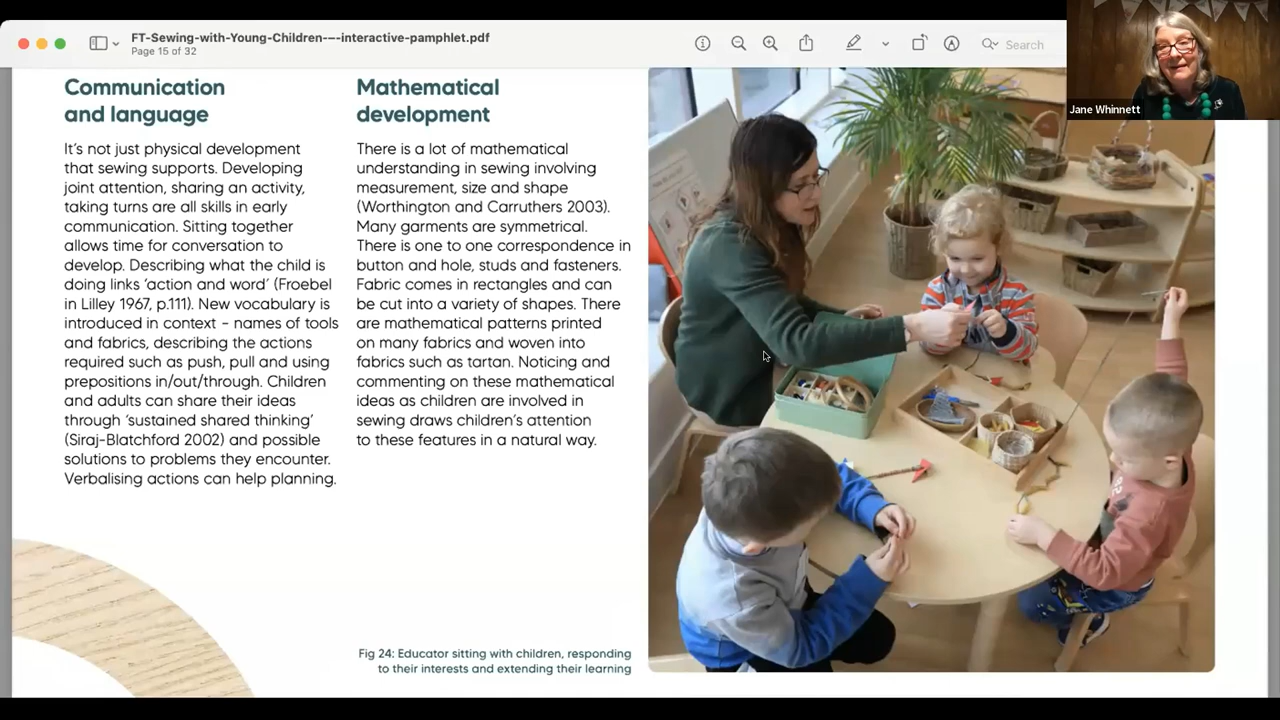 FT-Sewing-with-Young-Children----interactive-pamphlet.pdf
Page 15 of 32
Search
Jane Whinnett
Communication
and language
It's not just physical development
that sewing supports. Developing
joint attention, sharing an activity,
taking turns are all skills in early
communication. Sitting together
allows time for conversation to
develop. Describing what the child is
doing links ‘action and word’ (Froebel
in Lilley 1967, p.111). New vocabulary is
introduced in context - names of tools
and fabrics, describing the actions
required such as push, pull and using
prepositions in/out/through. Children
and adults can share their ideas
through ‘sustained shared thinking’
(Siraj-Blatchford 2002) and possible
solutions to problems they encounter.
Verbalising actions can help planning.
Mathematical
development
There is a lot of mathematical
understanding in sewing involving
measurement, size and shape
(Worthington and Carruthers 2003).
Many garments are symmetrical.
There is one to one correspondence in
button and hole, studs and fasteners.
Fabric comes in rectangles and can
be cut into a variety of shapes. There
are mathematical patterns printed
on many fabrics and woven into
fabrics such as tartan. Noticing and
commenting on these mathematical
ideas as children are involved in
sewing draws children's attention
to these features in a natural way.
Fig 24: Educator sitting with children, responding
to their interests and extending their learning